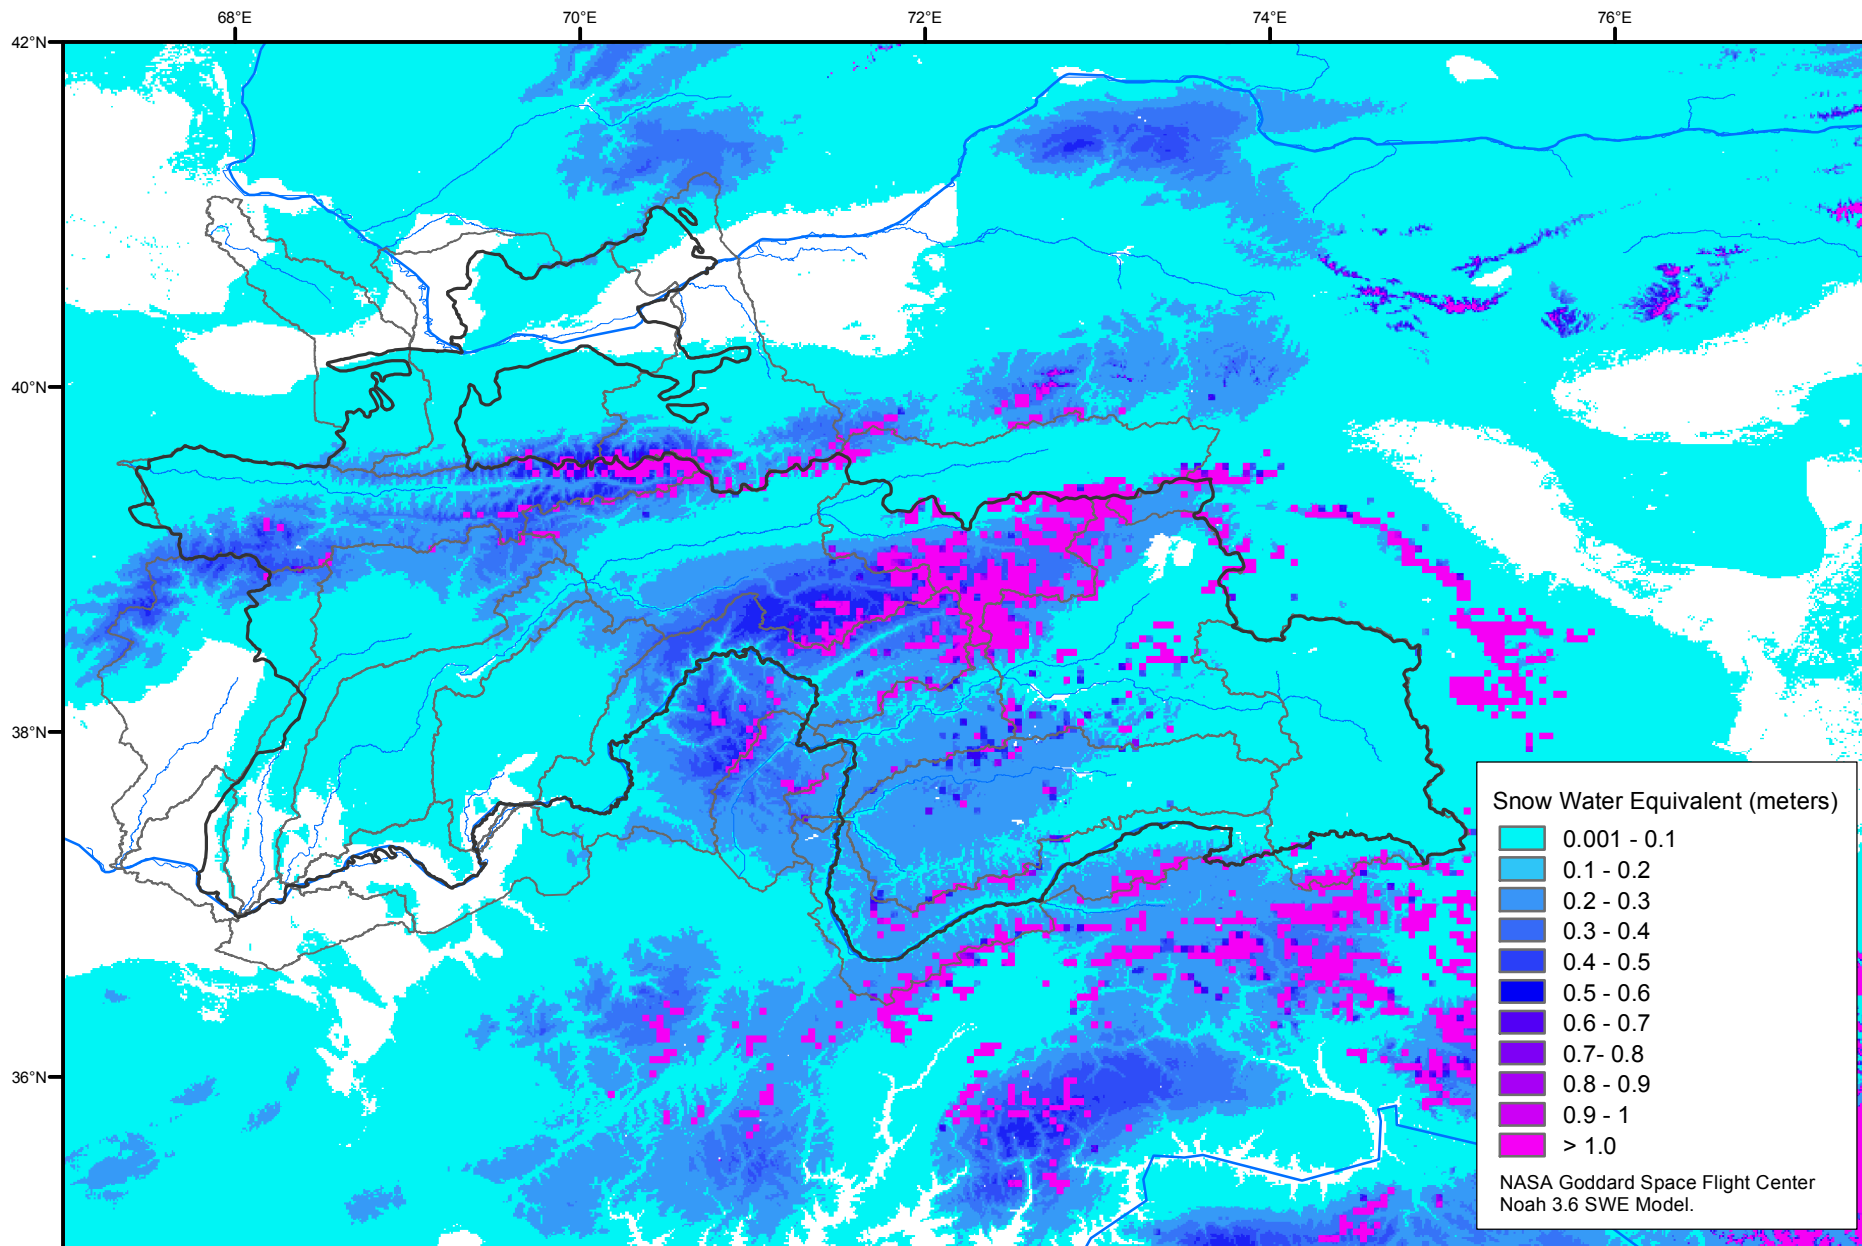 68°E
70°E
72°E
74°E
76°E
42°N
40°N
38°N
36°N
Snow Water Equivalent (meters)
0.001 - 0.1
0.1 - 0.2
0.2 - 0.3
0.3 - 0.4
0.4 - 0.5
0.5 - 0.6
0.6 - 0.7
0.7- 0.8
0.8 - 0.9
0.9 - 1
> 1.0
NASA Goddard Space Flight Center
Noah 3.6 SWE Model.